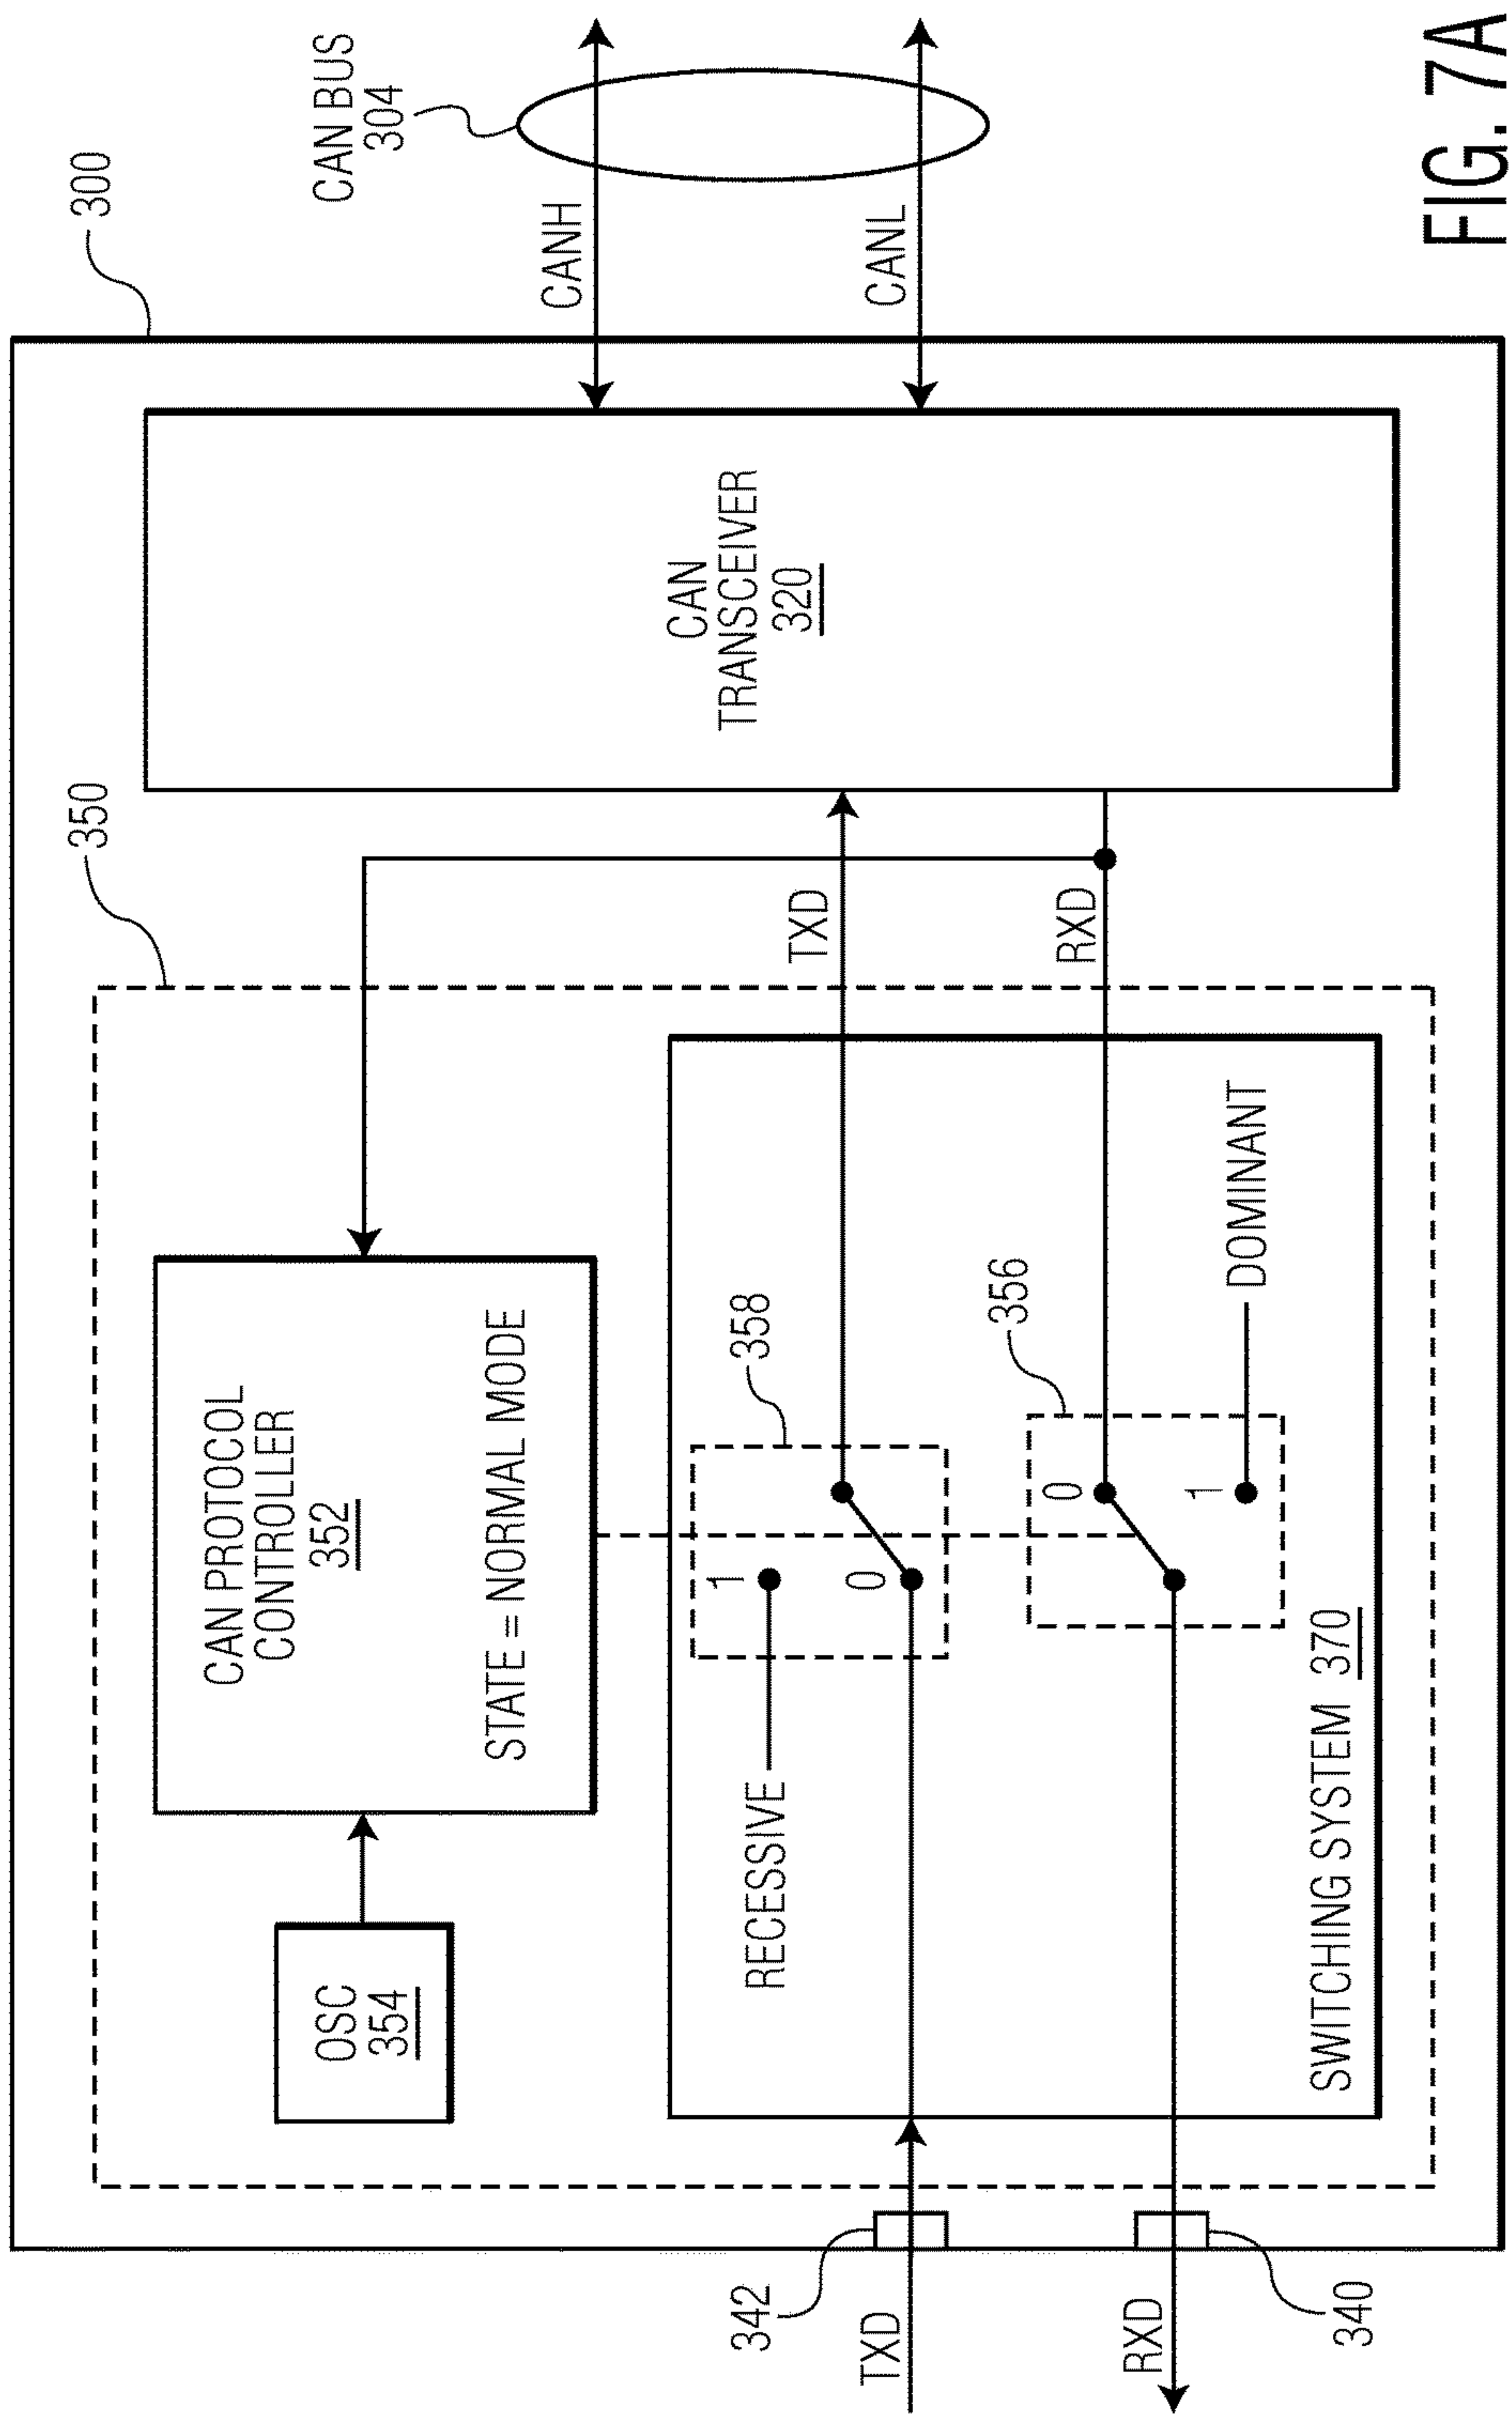 300
CAN BUS
304
350
CANH
CANL
OSC
354
CAN PROTOCOL
CONTROLLER
352
STATE = NORMAL MODE
CAN
TRANSCEIVER
320
358
1
0
RECESSIVE
TXD
342
TXD
356
0
1
RXD
DOMINANT
RXD
340
SWITCHING SYSTEM 370
FIG. 7A